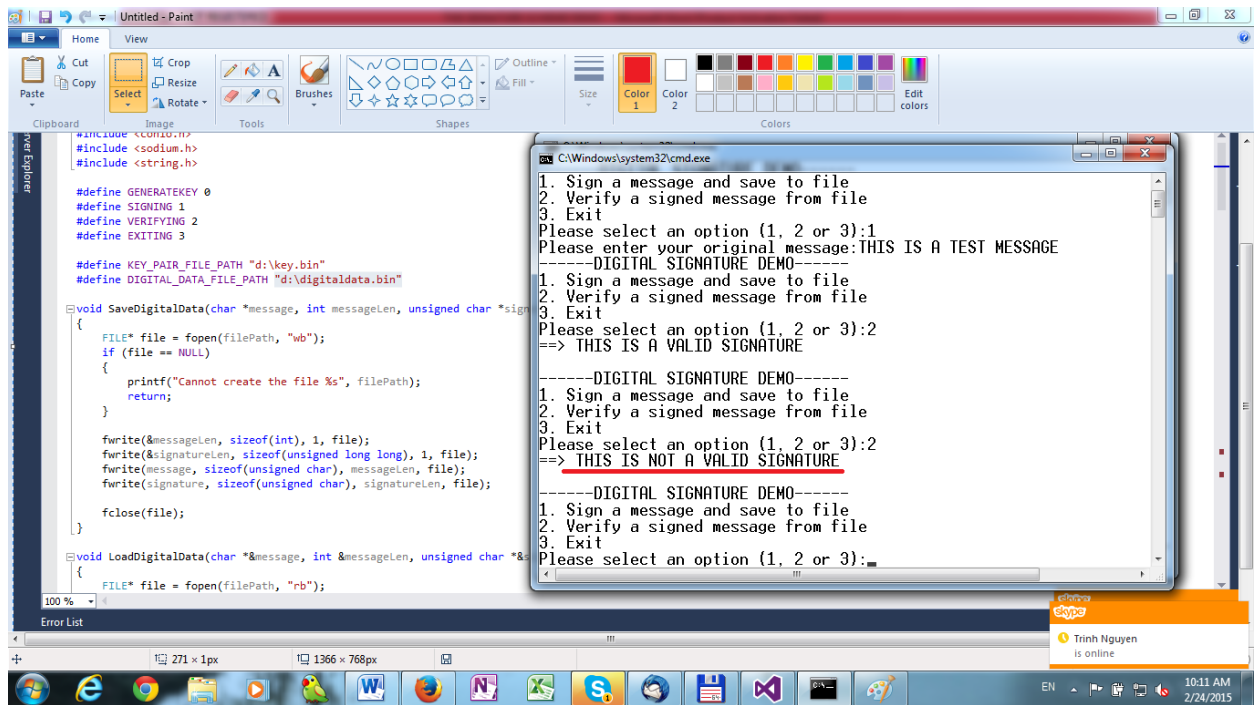 Untitled - Paint
Home
View
Cut
Copy
Paste
Clipboard
Select
Crop
Resize
Rotate
Image
Tools
Brushes
Outline
Fill
Shapes
Size
Color
1
Color
2
Edit
colors
Colors
#include <conio.h>
#include <sodium.h>
#include <string.h>
#define GENERATEKEY 0
#define SIGNING 1
#define VERIFYING 2
#define EXITING 3
#define KEY_PAIR_FILE_PATH "d:\key.bin"
#define DIGITAL_DATA_FILE_PATH "d:\digitaldata.bin"
void SaveDigitalData(char *message, int messageLen, unsigned char *sign
{
FILE* file = fopen(filePath, "wb");
if (file == NULL)
{
printf("Cannot create the file %s", filePath);
return;
}
fwrite(&messageLen, sizeof(int), 1, file);
fwrite(&signatureLen, sizeof(unsigned long long), 1, file);
fwrite(message, sizeof(unsigned char), messageLen, file);
fwrite(signature, sizeof(unsigned char), signatureLen, file);
fclose(file);
}
void LoadDigitalData(char *&message, int &messageLen, unsigned char *&s
{
FILE* file = fopen(filePath, "rb");
100 %
Error List
ver Explorer
C:\Windows\system32\cmd.exe
1. Sign a message and save to file
2. Verify a signed message from file
3. Exit
Please select an option (1, 2 or 3):1
Please enter your original message:THIS IS A TEST MESSAGE
------DIGITAL SIGNATURE DEMO------
1. Sign a message and save to file
2. Verify a signed message from file
3. Exit
Please select an option (1, 2 or 3):2
==> THIS IS A VALID SIGNATURE
------DIGITAL SIGNATURE DEMO------
1. Sign a message and save to file
2. Verify a signed message from file
3. Exit
Please select an option (1, 2 or 3):2
==> THIS IS NOT A VALID SIGNATURE
------DIGITAL SIGNATURE DEMO------
1. Sign a message and save to file
2. Verify a signed message from file
3. Exit
Please select an option (1, 2 or 3):
skype
Trinh Nguyen
is online
271 × 1px
1366 × 768px
EN
10:11 AM
2/24/2015